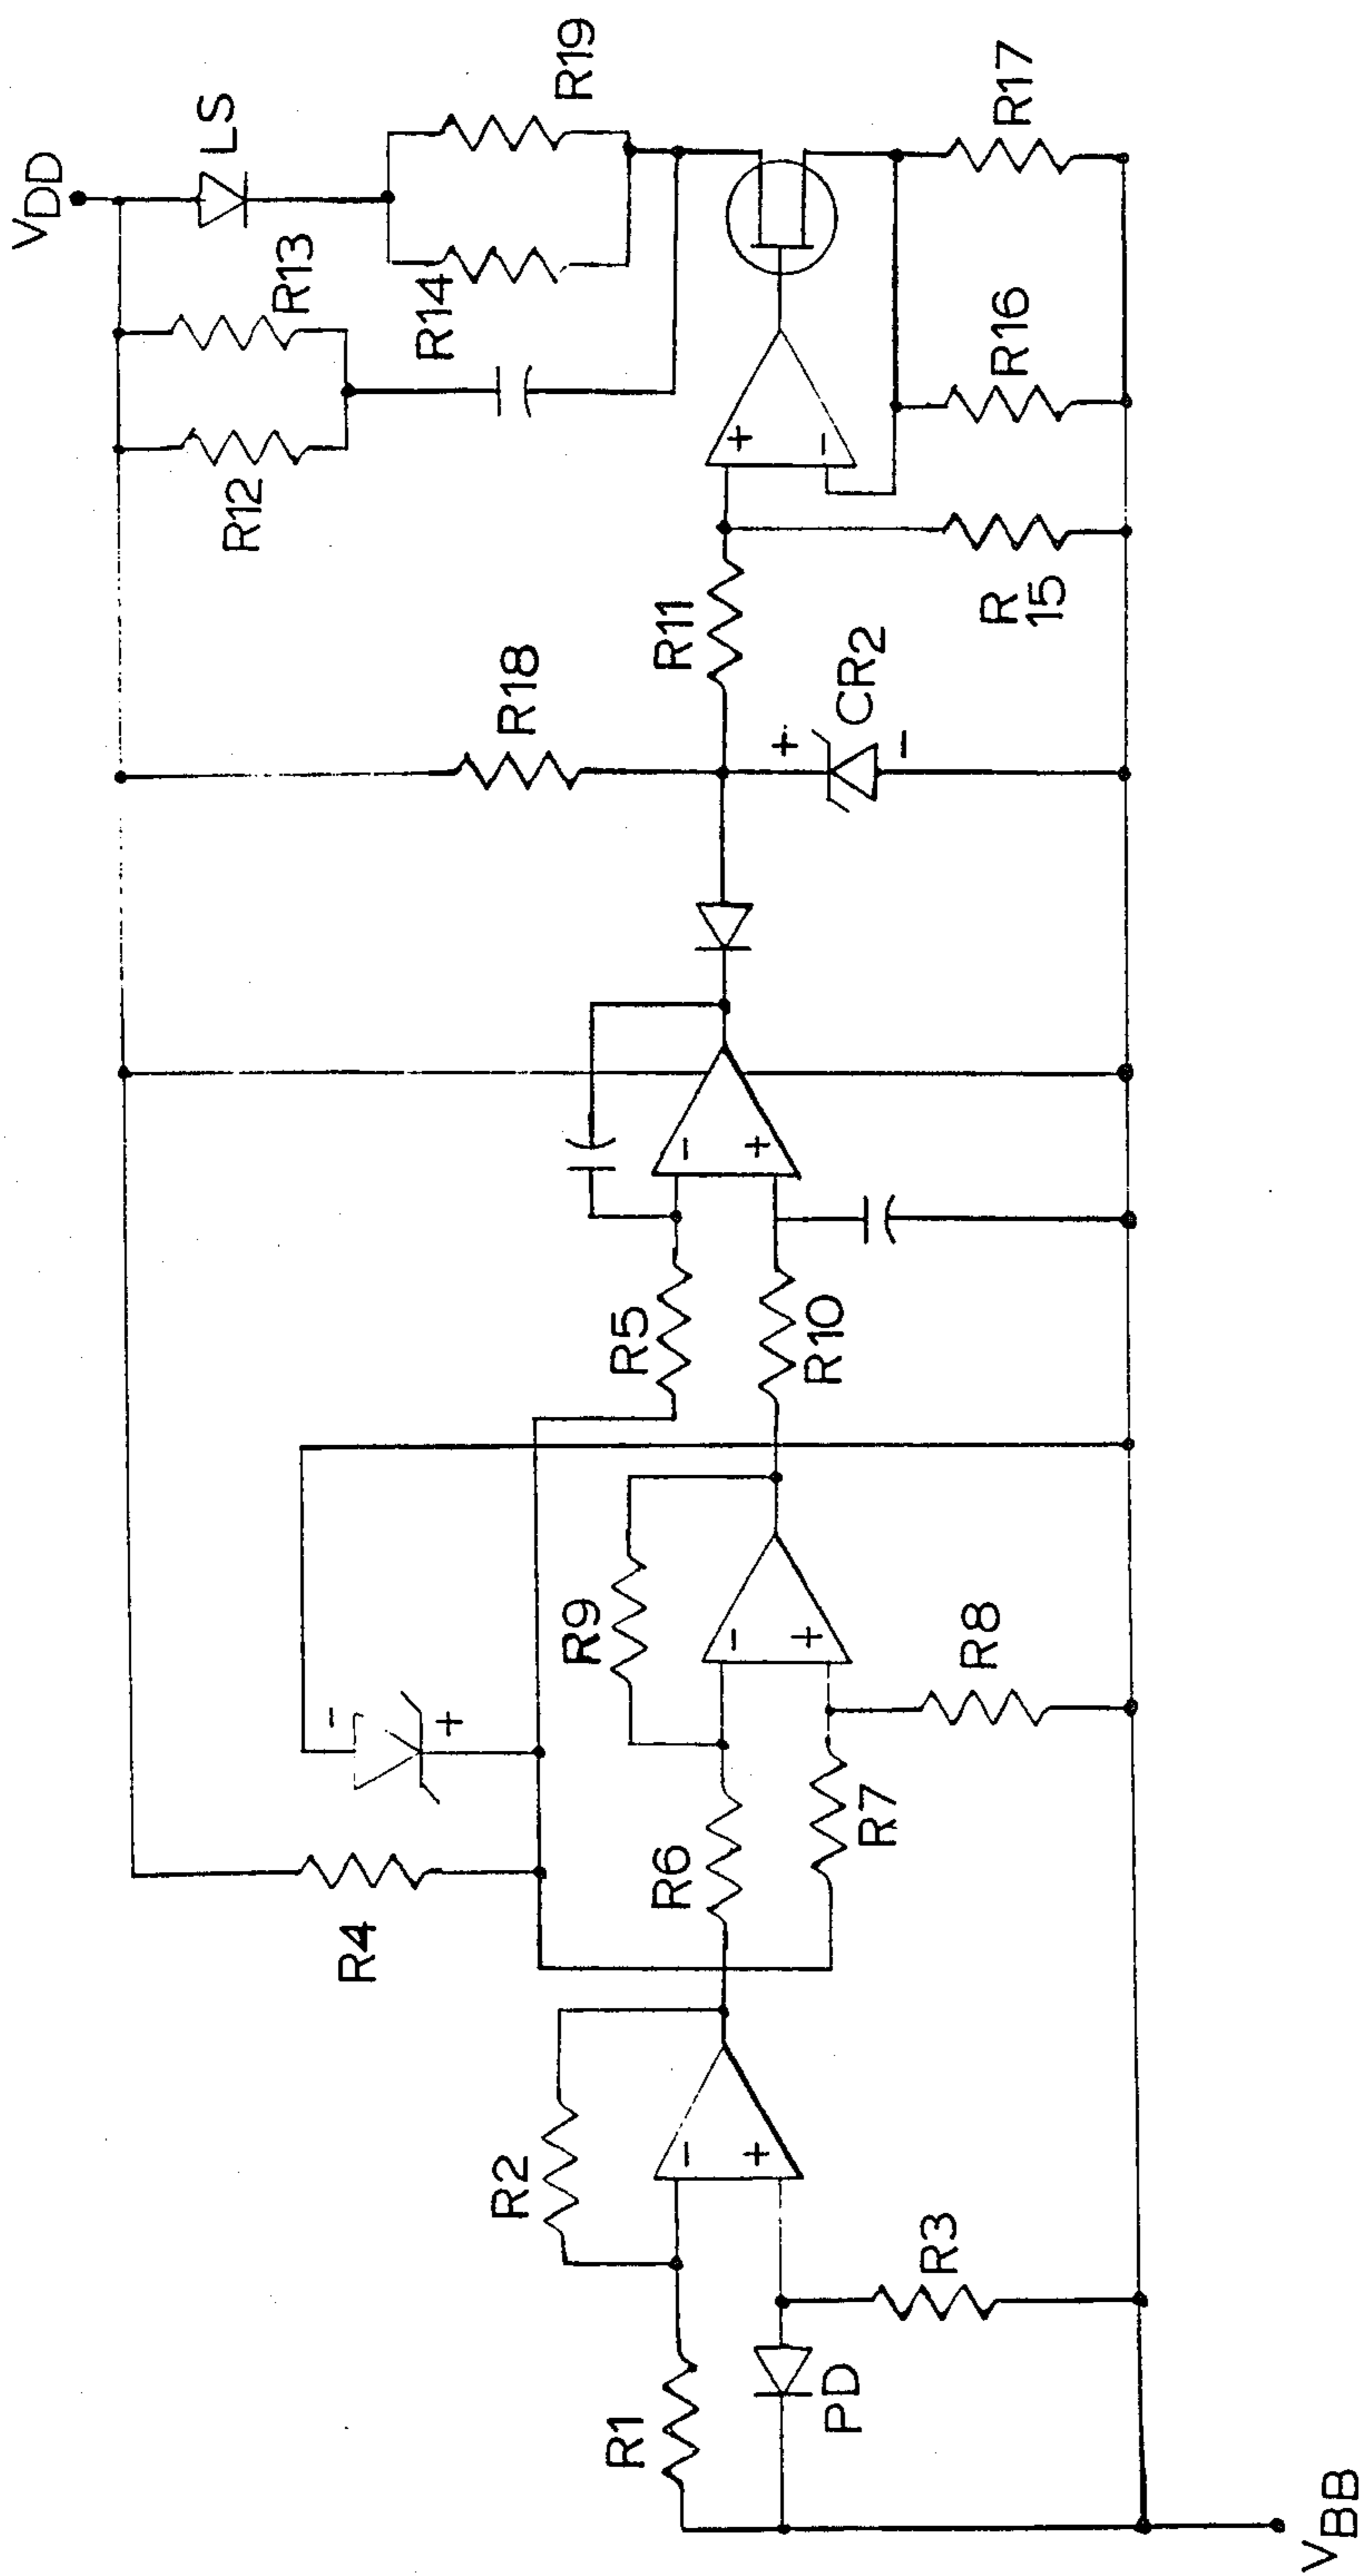 VDD
LS
R19
R13
R12
R14
R17
R16
+
−
R15
R11
R18
+
CR2
−
−
+
R5
R10
−
+
R9
−
+
R8
R6
R7
R4
R2
−
+
R3
R1
PD
VBB